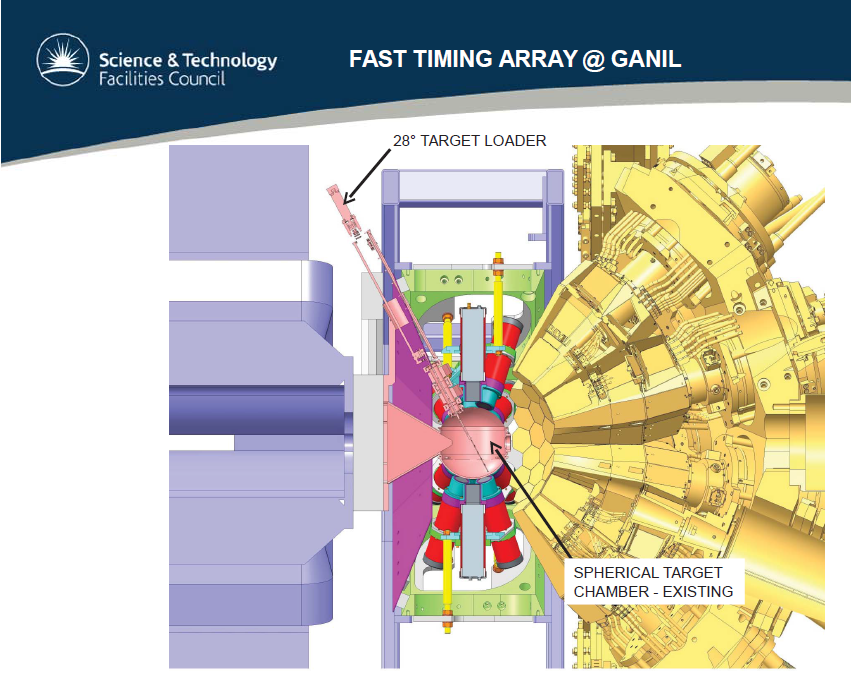 Science & Technology
Facilities Council
FAST TIMING ARRAY @ GANIL
28° TARGET LOADER
SPHERICAL TARGET
CHAMBER - EXISTING